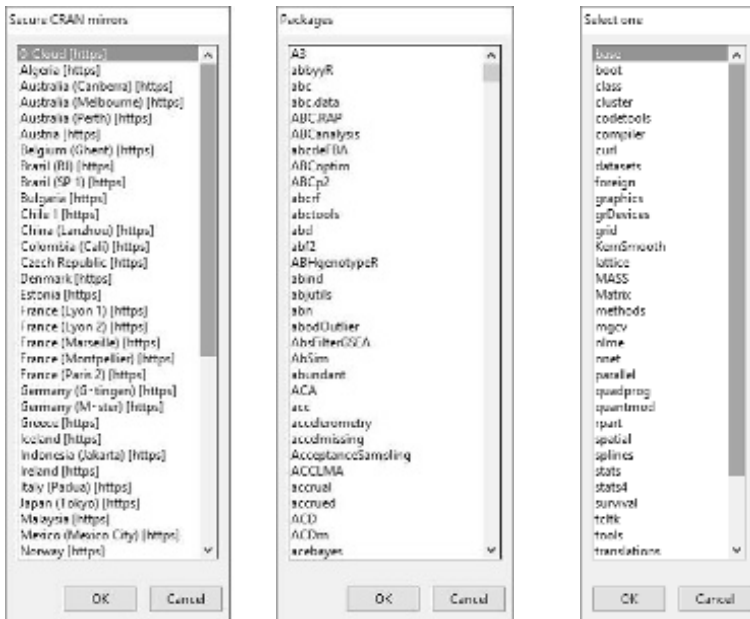 Secure CRAN mirrors
0-Cloud [https]
Algeria [https]
Australia (Canberra) [https]
Australia (Melbourne) [https]
Australia (Perth) [https]
Austria [https]
Belgium (Ghent) [https]
Brazil (RJ) [https]
Brazil (SP 1) [https]
Bulgaria [https]
Chile 1 [https]
China (Lanzhou) [https]
Colombia (Cali) [https]
Czech Republic [https]
Denmark [https]
Estonia [https]
France (Lyon 1) [https]
France (Lyon 2) [https]
France (Marseille) [https]
France (Montpellier) [https]
France (Paris 2) [https]
Germany (G÷tingen) [https]
Germany (M³nster) [https]
Greece [https]
Iceland [https]
Indonesia (Jakarta) [https]
Ireland [https]
Italy (Padua) [https]
Japan (Tokyo) [https]
Malaysia [https]
Mexico (Mexico City) [https]
Norway [https]
OK Cancel
Packages
A3
abbyyR
abc
abc.data
ABC.RAP
ABCanalysis
abcdeFBA
ABCoptim
ABCp2
abcrf
abctools
abd
abf2
ABHgenotypeR
abind
abjutils
abn
abodOutlier
AbsFilterGSEA
AbSim
abundant
ACA
acc
accelerometry
accelmissing
AcceptanceSampling
ACCLMA
accrual
accrued
ACD
ACDm
acebayes
OK Cancel
Select one
base
boot
class
cluster
codetools
compiler
curl
datasets
foreign
graphics
grDevices
grid
KernSmooth
lattice
MASS
Matrix
methods
mgcv
nlme
nnet
parallel
quadprog
quantmod
rpart
spatial
splines
stats
stats4
survival
tcltk
tools
translations
OK Cancel